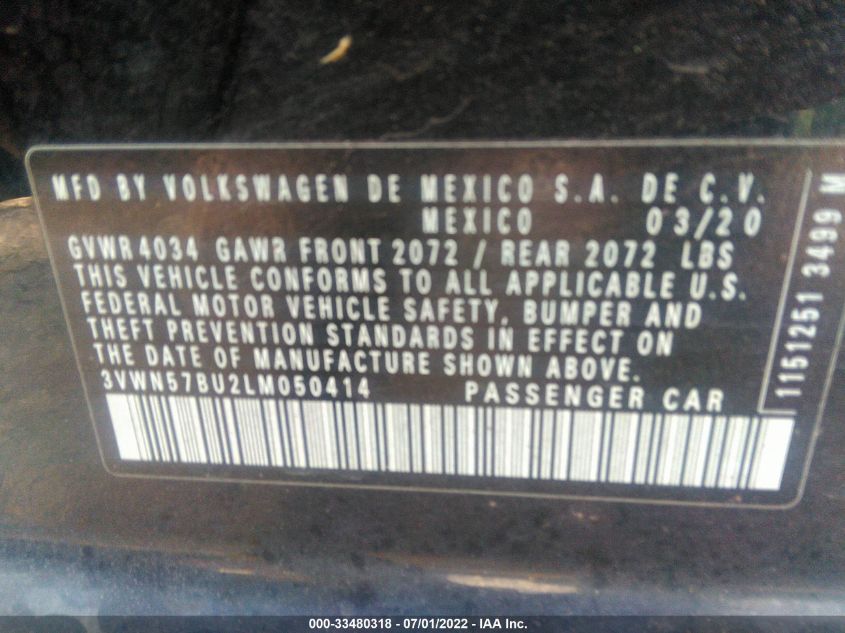 MFD BY VOLKSWAGEN DE MEXICO S.A. DE C.V.
MEXICO 03/20
GVWR 4034 GAWR FRONT 2072 / REAR 2072 LBS
THIS VEHICLE CONFORMS TO ALL APPLICABLE U.S.
FEDERAL MOTOR VEHICLE SAFETY, BUMPER AND
THEFT PREVENTION STANDARDS IN EFFECT ON
THE DATE OF MANUFACTURE SHOWN ABOVE.
3VWN57BU2LM050414 PASSENGER CAR
1151251 3499 M
000-33480318 - 07/01/2022 - IAA Inc.